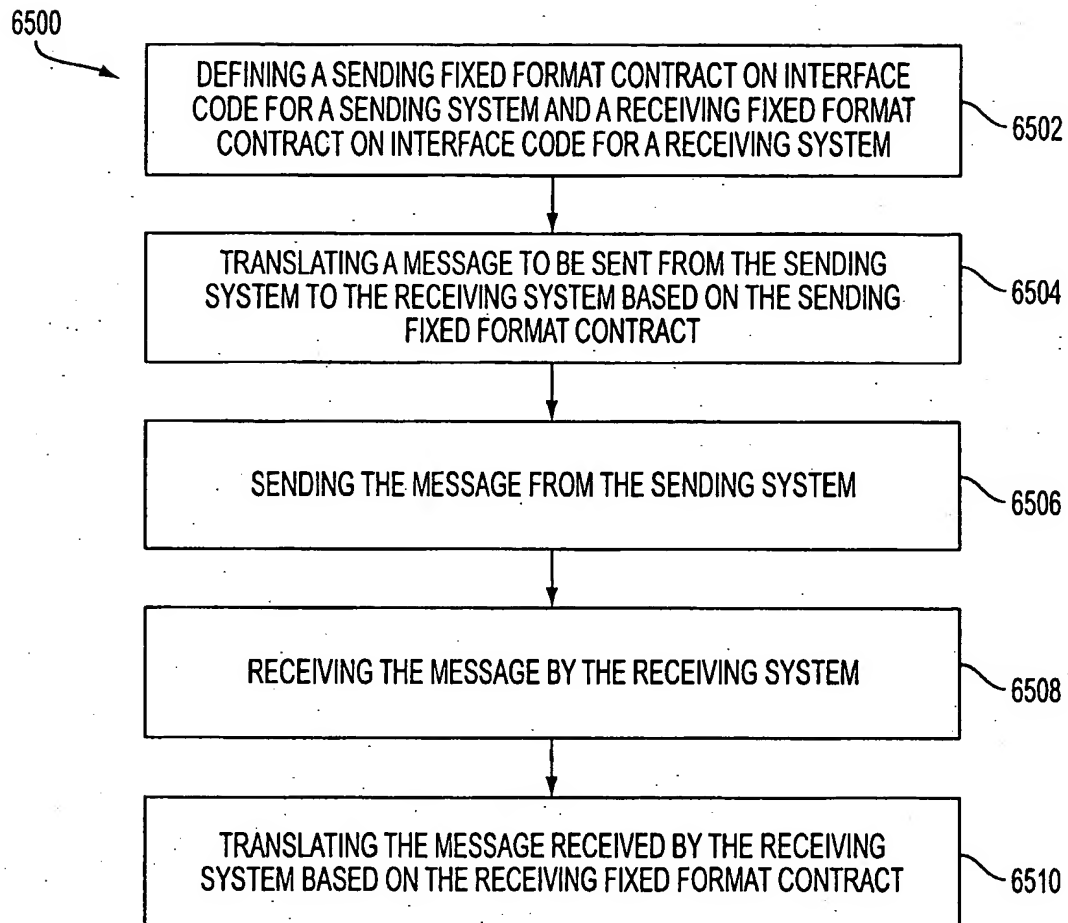 6500
DEFINING A SENDING FIXED FORMAT CONTRACT ON INTERFACE
CODE FOR A SENDING SYSTEM AND A RECEIVING FIXED FORMAT
CONTRACT ON INTERFACE CODE FOR A RECEIVING SYSTEM
6502
TRANSLATING A MESSAGE TO BE SENT FROM THE SENDING
SYSTEM TO THE RECEIVING SYSTEM BASED ON THE SENDING
FIXED FORMAT CONTRACT
6504
SENDING THE MESSAGE FROM THE SENDING SYSTEM
6506
RECEIVING THE MESSAGE BY THE RECEIVING SYSTEM
6508
TRANSLATING THE MESSAGE RECEIVED BY THE RECEIVING
SYSTEM BASED ON THE RECEIVING FIXED FORMAT CONTRACT
6510